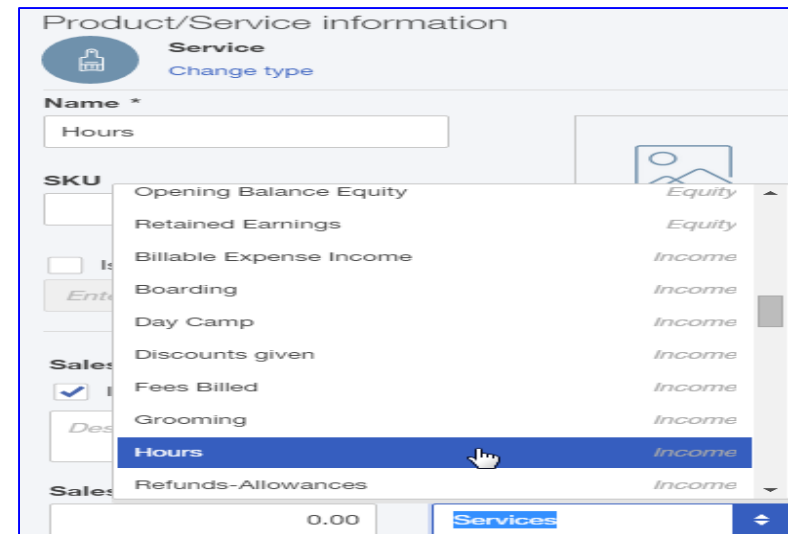 Product/Service information
Service
Change type
Name *
Hours
SKU
Opening Balance Equity Equity
Retained Earnings Equity
Billable Expense Income Income
Boarding Income
Day Camp Income
Discounts given Income
Fees Billed Income
Grooming Income
Hours Income
Refunds-Allowances Income
Sales
Sales
0.00 Services